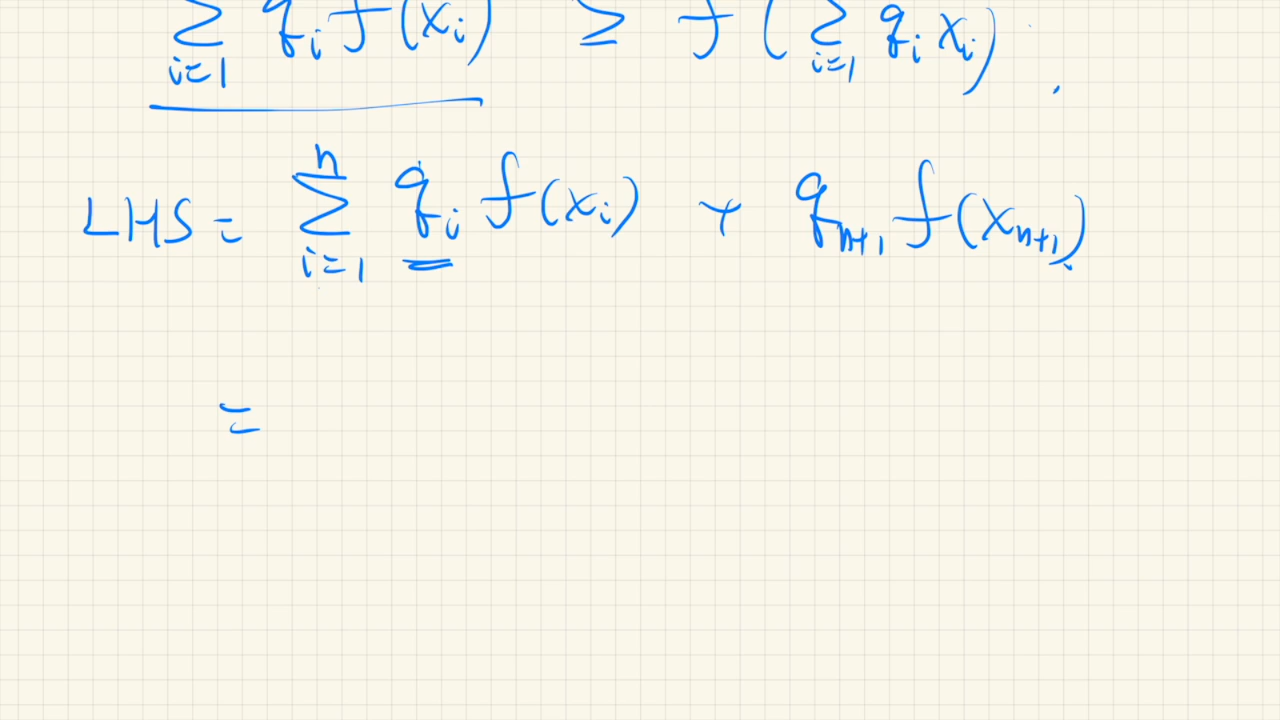 ∑_{i=1} q_i f(x_i) ≥ f(∑_{i=1} q_i x_i).
LHS = ∑_{i=1}^{n} q_i f(x_i) + q_{n+1} f(x_{n+1})
=